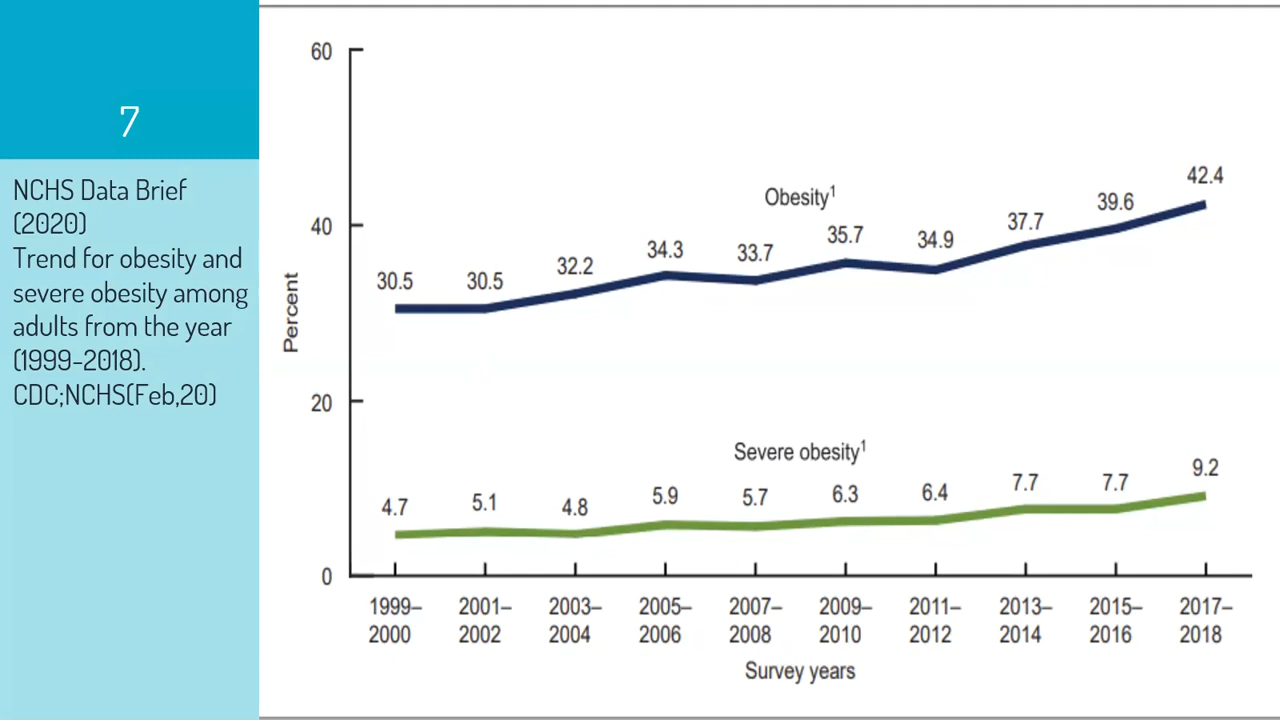 7
NCHS Data Brief
(2020)
Trend for obesity and
severe obesity among
adults from the year
(1999-2018).
CDC;NCHS(Feb,20)
60
40
20
0
Percent
Obesity¹
30.5 30.5 32.2 34.3 33.7 35.7 34.9 37.7 39.6 42.4
Severe obesity¹
4.7 5.1 4.8 5.9 5.7 6.3 6.4 7.7 7.7 9.2
1999– 2001– 2003– 2005– 2007– 2009– 2011– 2013– 2015– 2017–
2000 2002 2004 2006 2008 2010 2012 2014 2016 2018
Survey years